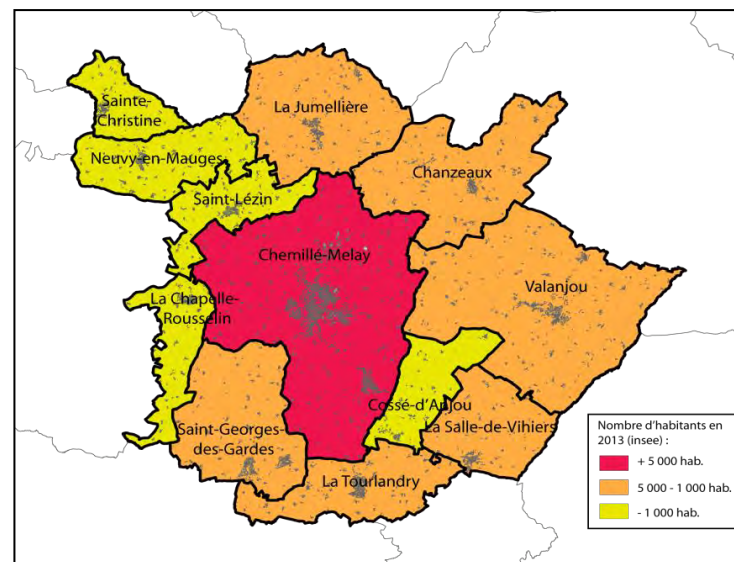 Sainte-
Christine
La Jumellière
Neuvy-en-Mauges
Chanzeaux
Saint-Lézin
Chemillé-Melay
Valanjou
La Chapelle-
Rousselin
Cossé-d'Anjou
La Salle-de-Vihiers
Saint-Georges-
des-Gardes
La Tourlandry
Nombre d'habitants en
2013 (insee) :
+ 5 000 hab.
5 000 - 1 000 hab.
- 1 000 hab.